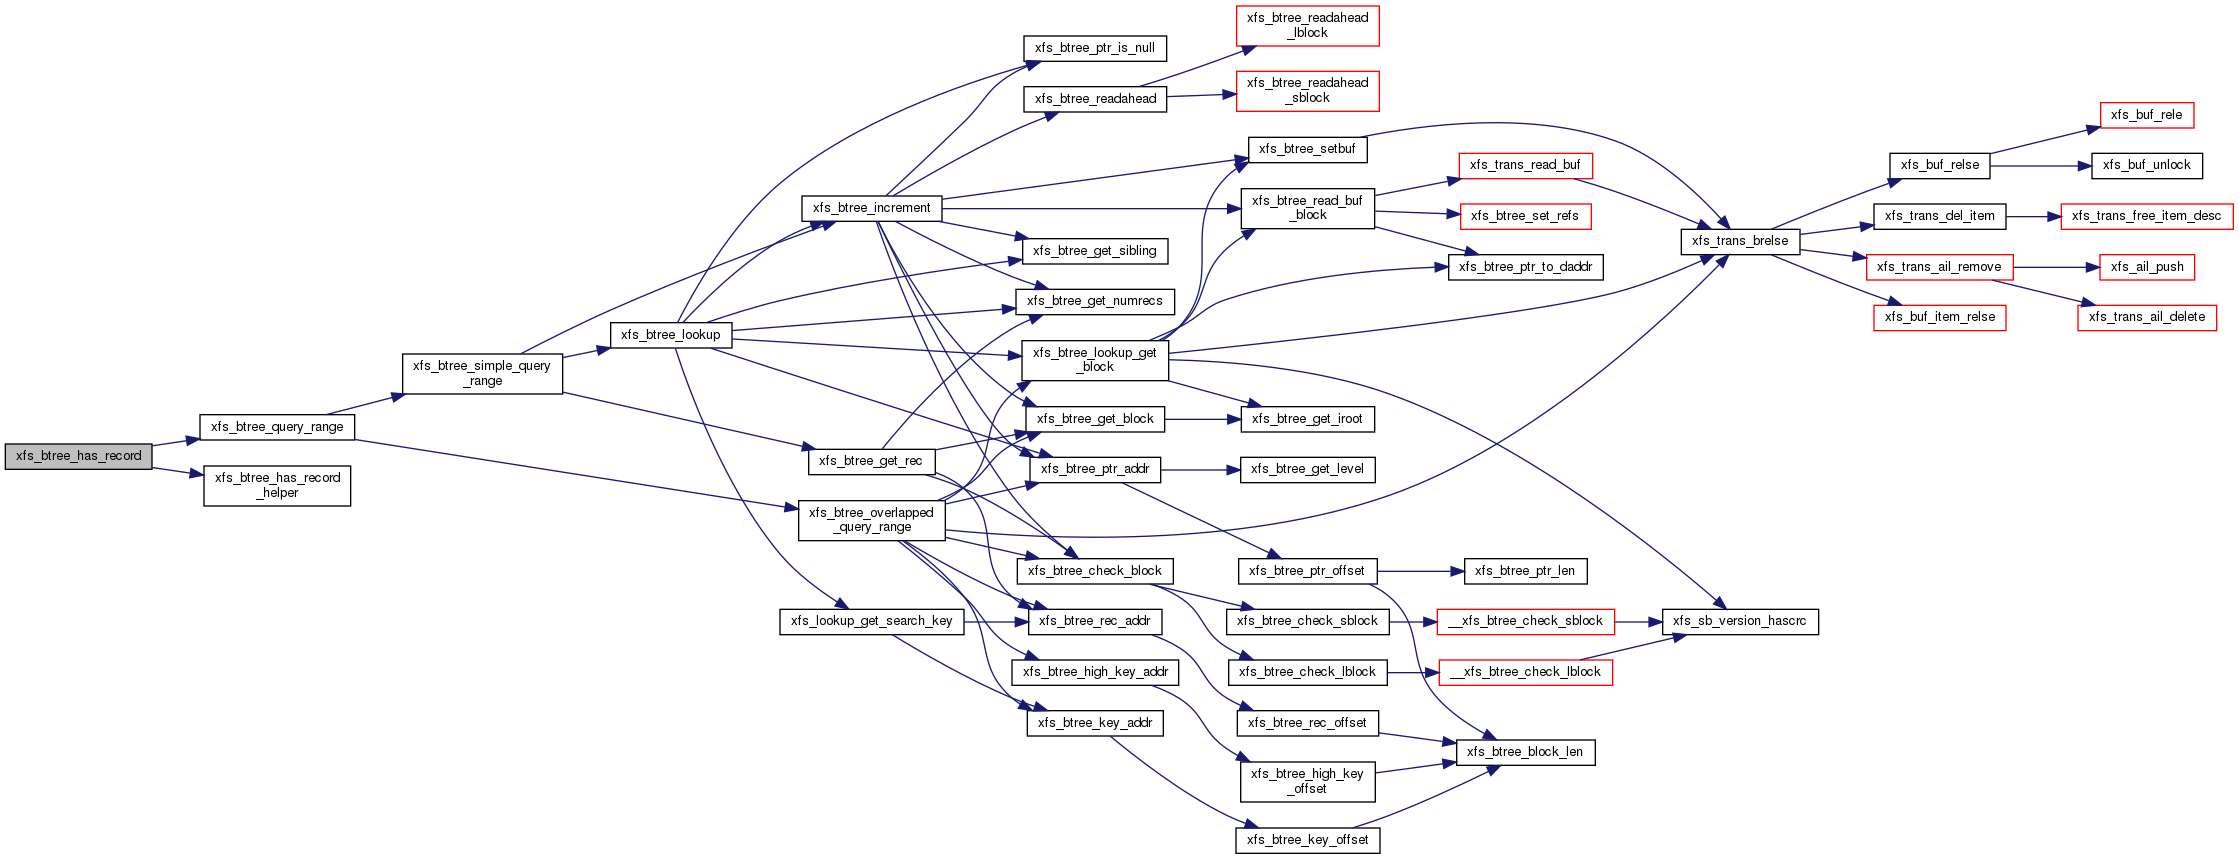 xfs_btree_has_record
xfs_btree_query_range
xfs_btree_has_record
_helper
xfs_btree_simple_query
_range
xfs_btree_lookup
xfs_btree_increment
xfs_btree_get_rec
xfs_btree_overlapped
_query_range
xfs_lookup_get_search_key
xfs_btree_ptr_is_null
xfs_btree_readahead
xfs_btree_get_sibling
xfs_btree_get_numrecs
xfs_btree_lookup_get
_block
xfs_btree_get_block
xfs_btree_ptr_addr
xfs_btree_check_block
xfs_btree_rec_addr
xfs_btree_high_key_addr
xfs_btree_key_addr
xfs_btree_readahead
_lblock
xfs_btree_readahead
_sblock
xfs_btree_setbuf
xfs_btree_read_buf
_block
xfs_btree_get_iroot
xfs_btree_get_level
xfs_btree_ptr_offset
xfs_btree_check_sblock
xfs_btree_check_lblock
xfs_btree_rec_offset
xfs_btree_high_key
_offset
xfs_btree_key_offset
xfs_trans_read_buf
xfs_btree_set_refs
xfs_btree_ptr_to_daddr
xfs_btree_ptr_len
__xfs_btree_check_sblock
__xfs_btree_check_lblock
xfs_btree_block_len
xfs_trans_brelse
xfs_sb_version_hascrc
xfs_buf_relse
xfs_trans_del_item
xfs_trans_ail_remove
xfs_buf_item_relse
xfs_buf_rele
xfs_buf_unlock
xfs_trans_free_item_desc
xfs_ail_push
xfs_trans_ail_delete